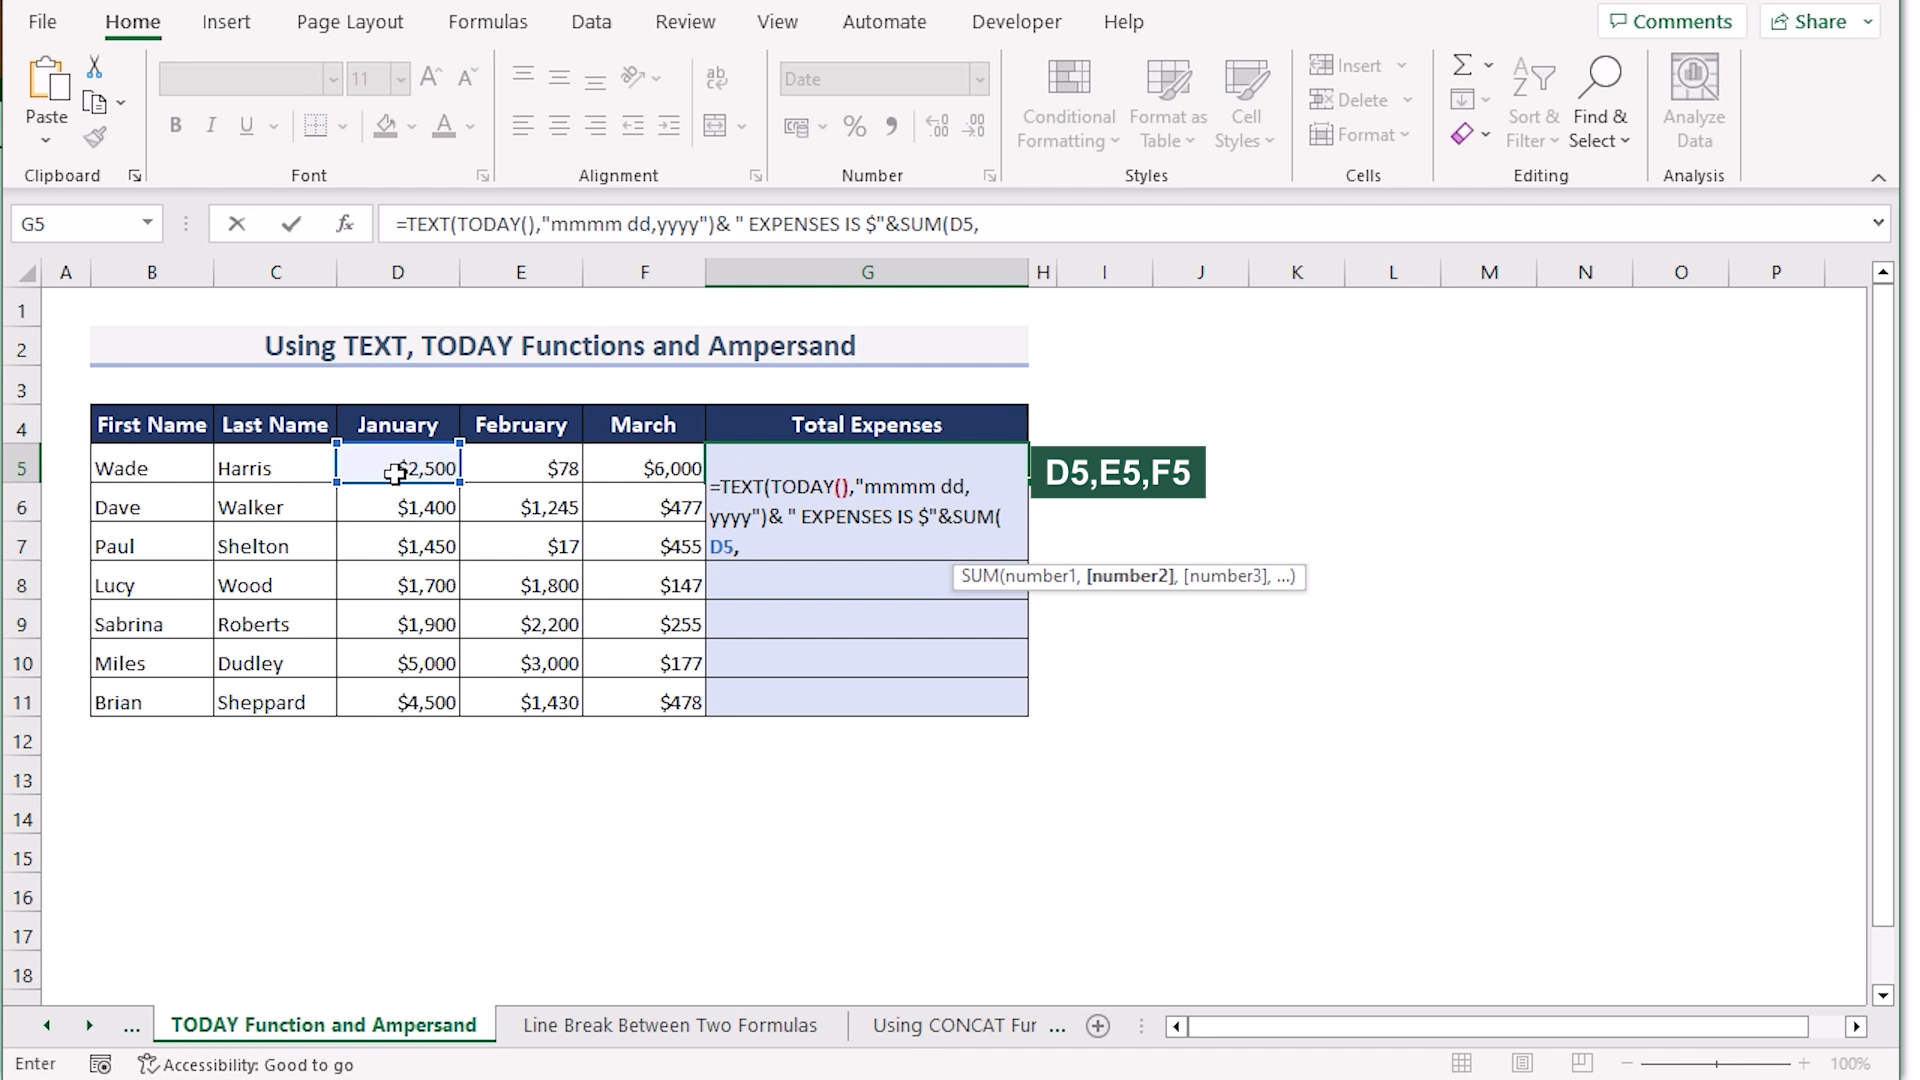 File Home Insert Page Layout Formulas Data Review View Automate Developer Help Comments Share
Paste
11
ab
Date
Conditional Formatting
Format as Table
Cell Styles
Insert
Delete
Format
Sort & Filter
Find & Select
Analyze Data
B I U A %
Clipboard Font Alignment Number Styles Cells Editing Analysis
G5 fx =TEXT(TODAY(),"mmmm dd,yyyy")& " EXPENSES IS $"&SUM(D5,
A B C D E F G H I J K L M N O P
1
2 Using TEXT, TODAY Functions and Ampersand
3
4 First Name Last Name January February March Total Expenses
5 Wade Harris $2,500 $78 $6,000
D5,E5,F5
=TEXT(TODAY(),"mmmm dd,
yyyy")& " EXPENSES IS $"&SUM(
D5,
6 Dave Walker $1,400 $1,245 $477
7 Paul Shelton $1,450 $17 $455
SUM(number1, [number2], [number3], ...)
8 Lucy Wood $1,700 $1,800 $147
9 Sabrina Roberts $1,900 $2,200 $255
10 Miles Dudley $5,000 $3,000 $177
11 Brian Sheppard $4,500 $1,430 $478
12
13
14
15
16
17
18
... TODAY Function and Ampersand Line Break Between Two Formulas Using CONCAT Fur ...
Enter Accessibility: Good to go 100%